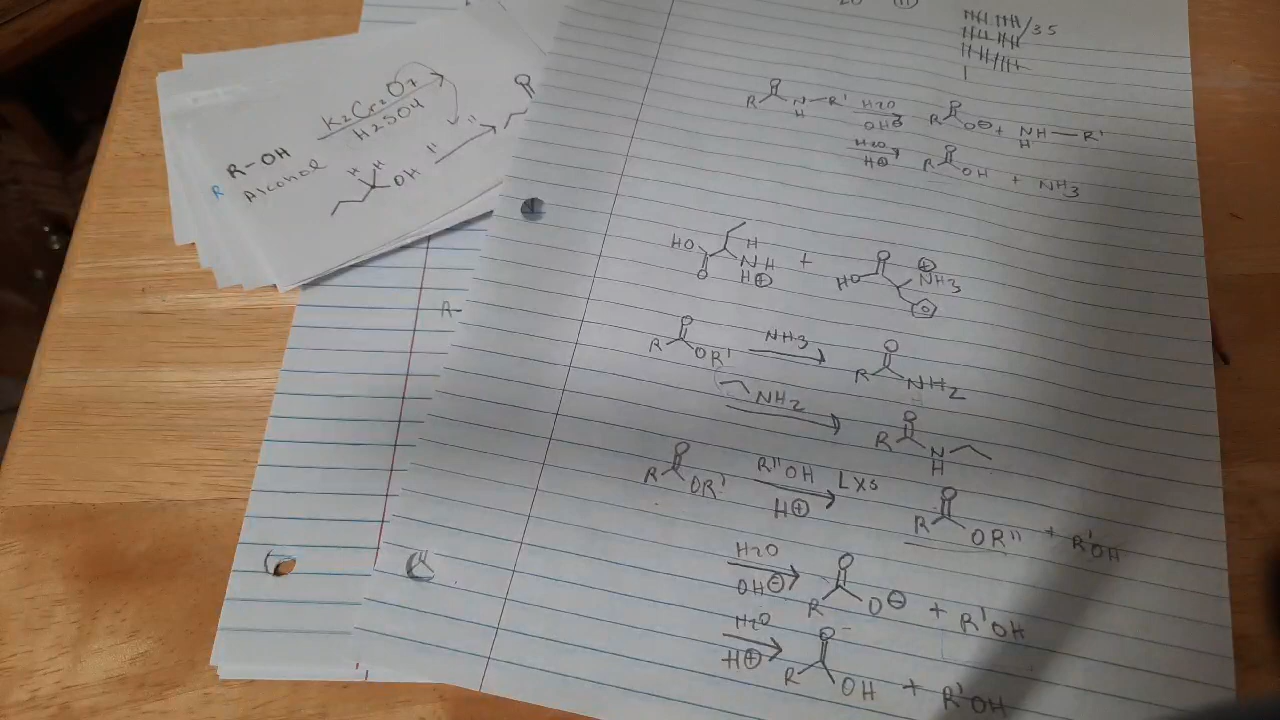 /35
K2Cr2O7
H2SO4
R-OH
Alcohol
R
H H
OH
"
"
O
R N-R' H2O O
H OH⊖ R O⊖ + NH-R'
H
H2O O
H⊕ R OH + NH3
HO H
O NH
H⊕
+
O ⊕
HO NH3
A-
O NH3 O
R OR' R NH2
NH2 O
R N
H
O R"OH Lxs O
R OR' H⊕ R OR" + R'OH
H2O O
OH⊖ R O⊖ + R'OH
H2O O
H⊕ R OH + R'OH